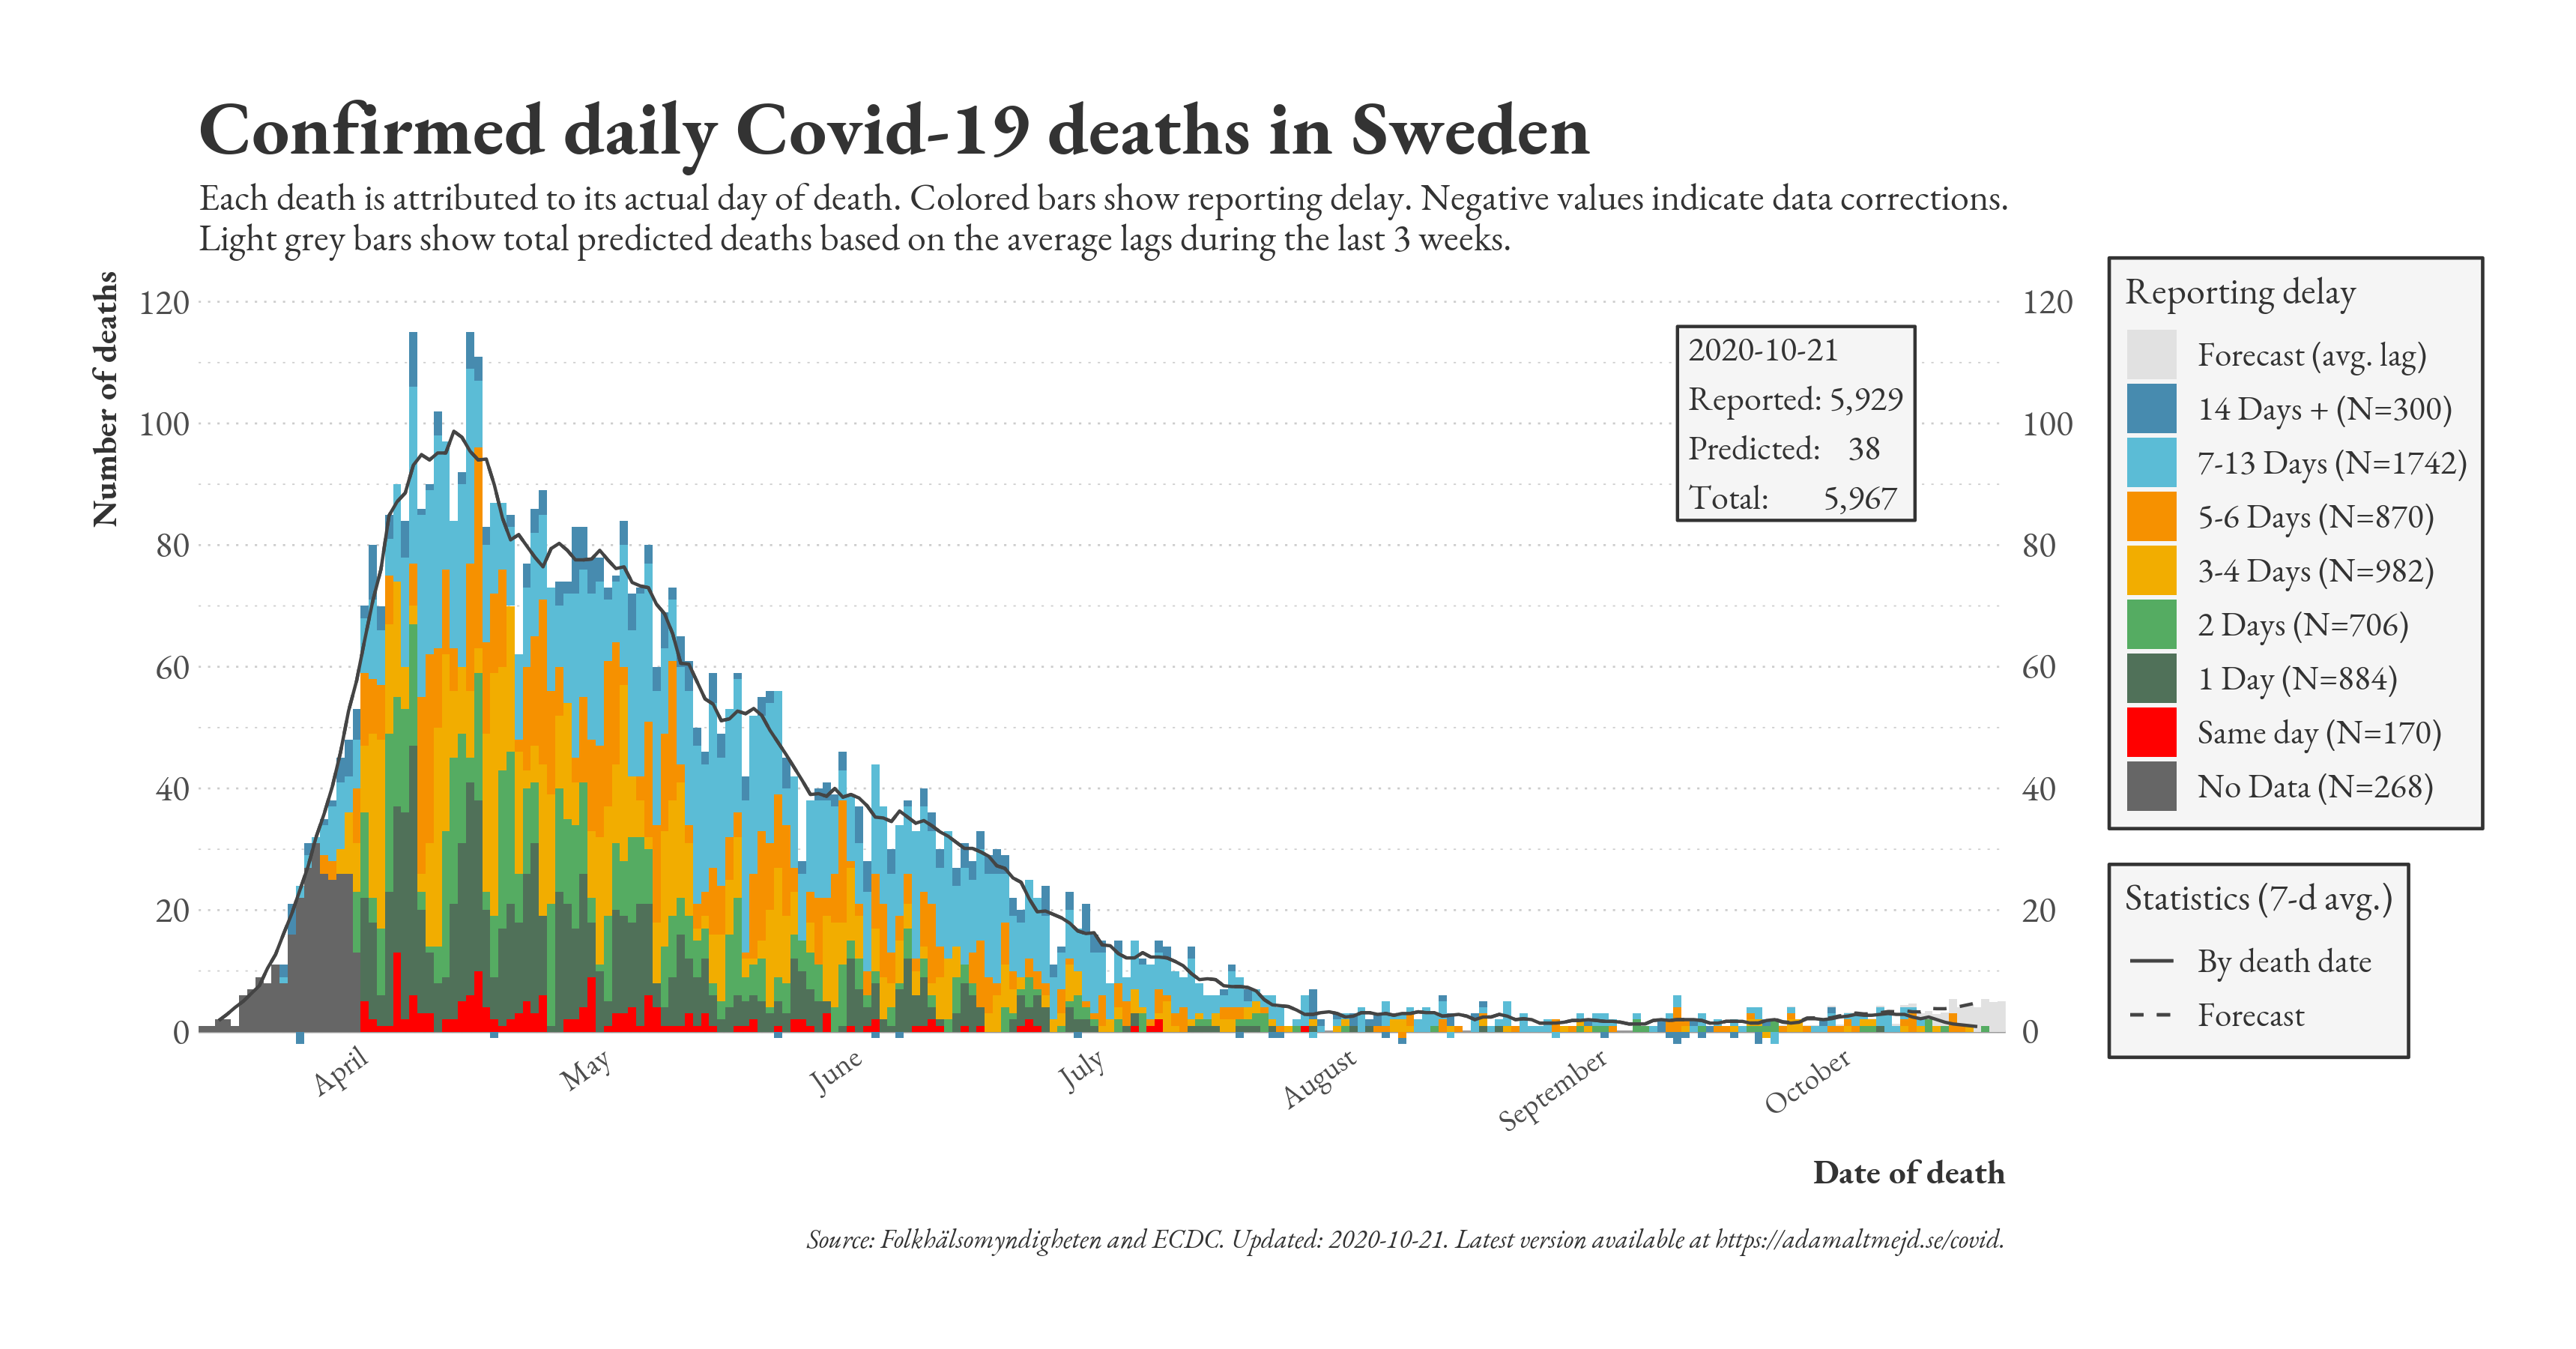 Confirmed daily Covid-19 deaths in Sweden
Each death is attributed to its actual day of death. Colored bars show reporting delay. Negative values indicate data corrections.
Light grey bars show total predicted deaths based on the average lags during the last 3 weeks.
Number of deaths
120
100
80
60
40
20
0
120
100
80
60
40
20
0
2020-10-21
Reported: 5,929
Predicted: 38
Total: 5,967
April
May
June
July
August
September
October
Date of death
Reporting delay
Forecast (avg. lag)
14 Days + (N=300)
7-13 Days (N=1742)
5-6 Days (N=870)
3-4 Days (N=982)
2 Days (N=706)
1 Day (N=884)
Same day (N=170)
No Data (N=268)
Statistics (7-d avg.)
By death date
Forecast
Source: Folkhälsomyndigheten and ECDC. Updated: 2020-10-21. Latest version available at https://adamaltmejd.se/covid.